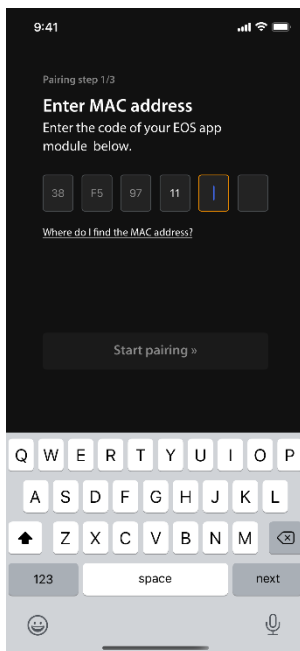 9:41
Pairing step 1/3
Enter MAC address
Enter the code of your EOS app
module below.
38 F5 97 11
Where do I find the MAC address?
Start pairing »
Q W E R T Y U I O P
A S D F G H J K L
Z X C V B N M
123 space next